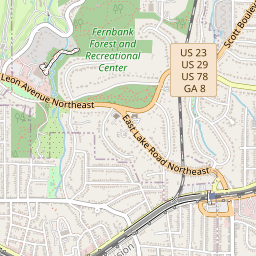 Fernbank
Forest and
Recreational
Center
US 23
US 29
US 78
GA 8
Scott Boulev
Leon Avenue Northeast
East Lake Road Northeast